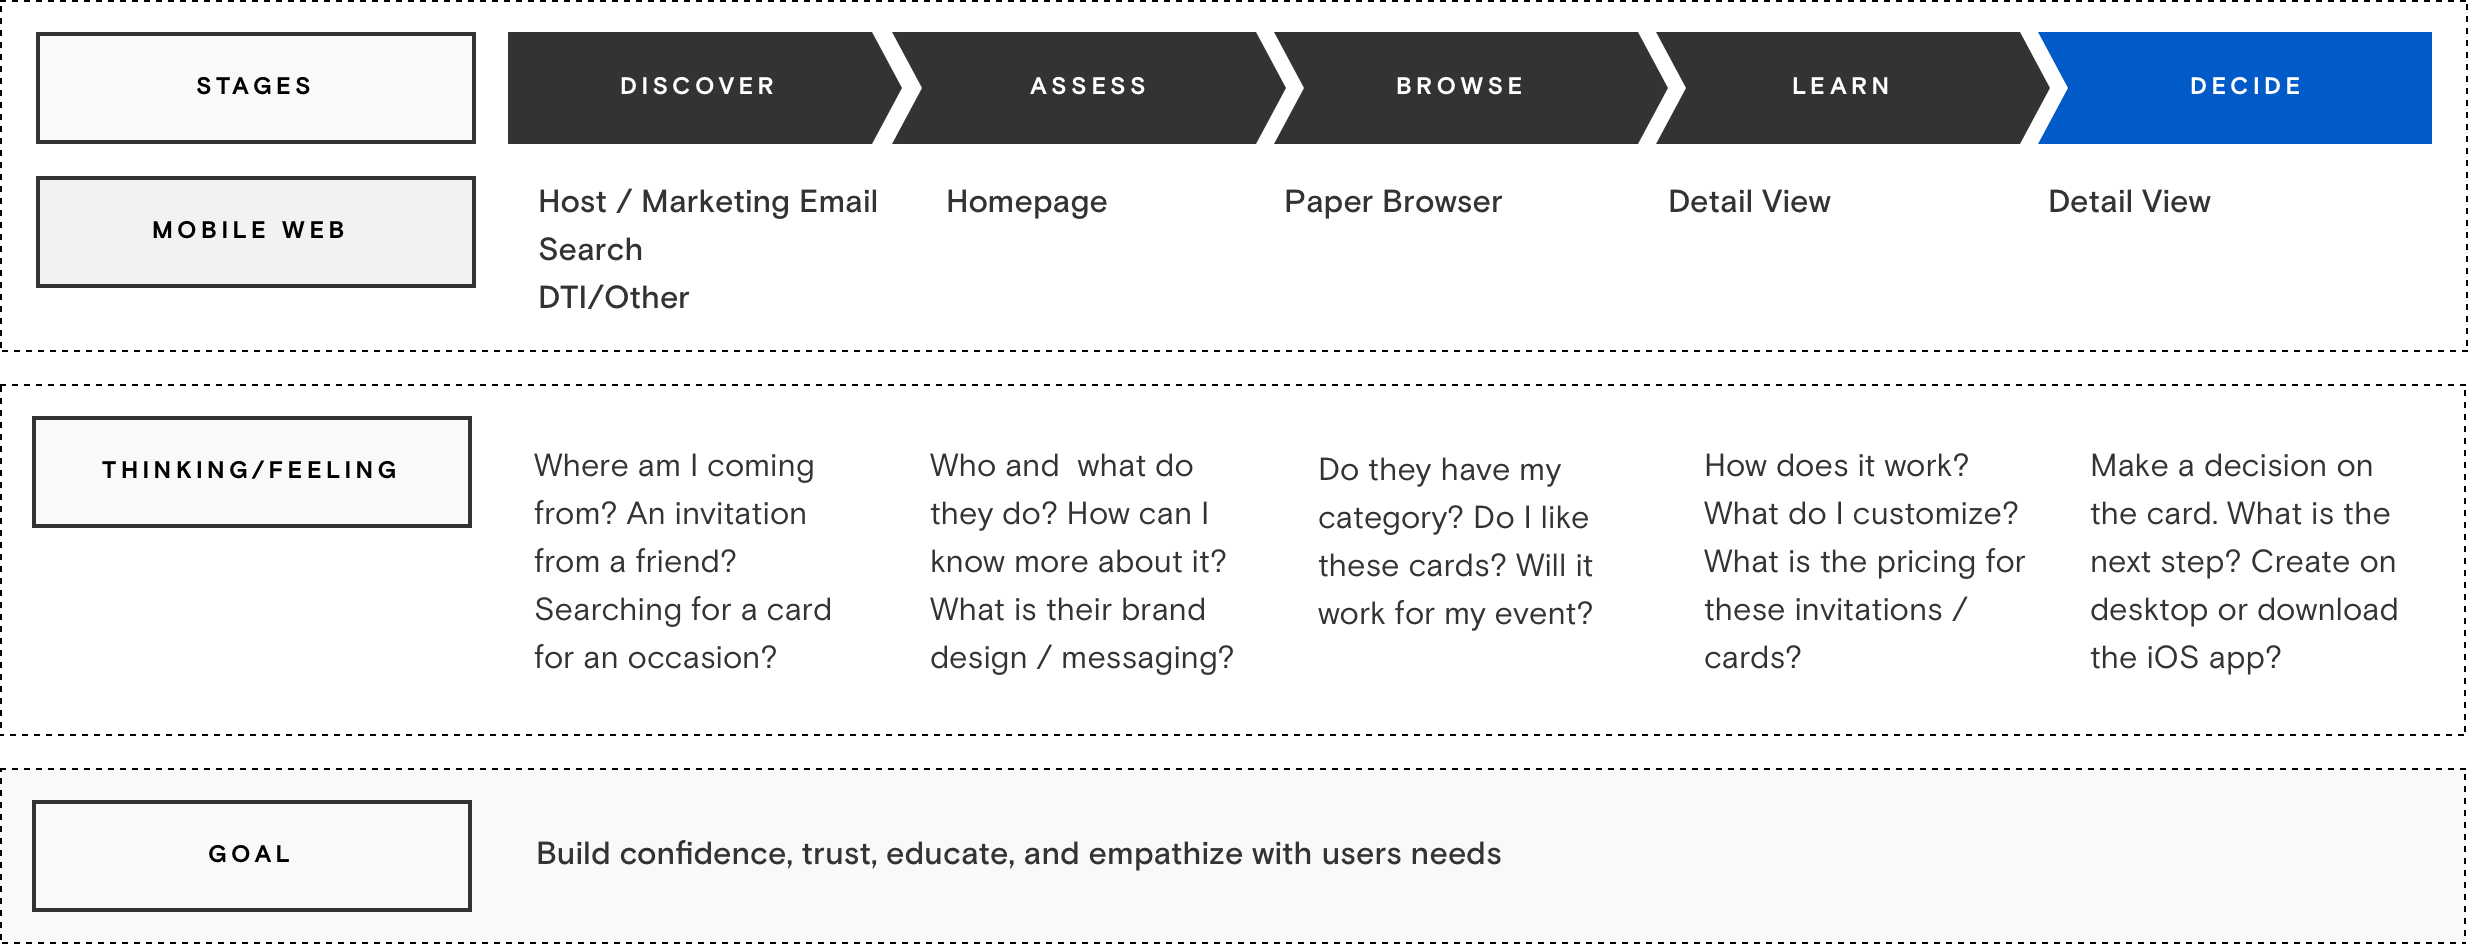 STAGES
DISCOVER
ASSESS
BROWSE
LEARN
DECIDE
MOBILE WEB
Host / Marketing Email
Search
DTI/Other
Homepage
Paper Browser
Detail View
Detail View
THINKING/FEELING
Where am I coming
from? An invitation
from a friend?
Searching for a card
for an occasion?
Who and  what do
they do? How can I
know more about it?
What is their brand
design / messaging?
Do they have my
category? Do I like
these cards? Will it
work for my event?
How does it work?
What do I customize?
What is the pricing for
these invitations /
cards?
Make a decision on
the card. What is the
next step? Create on
desktop or download
the iOS app?
GOAL
Build confidence, trust, educate, and empathize with users needs